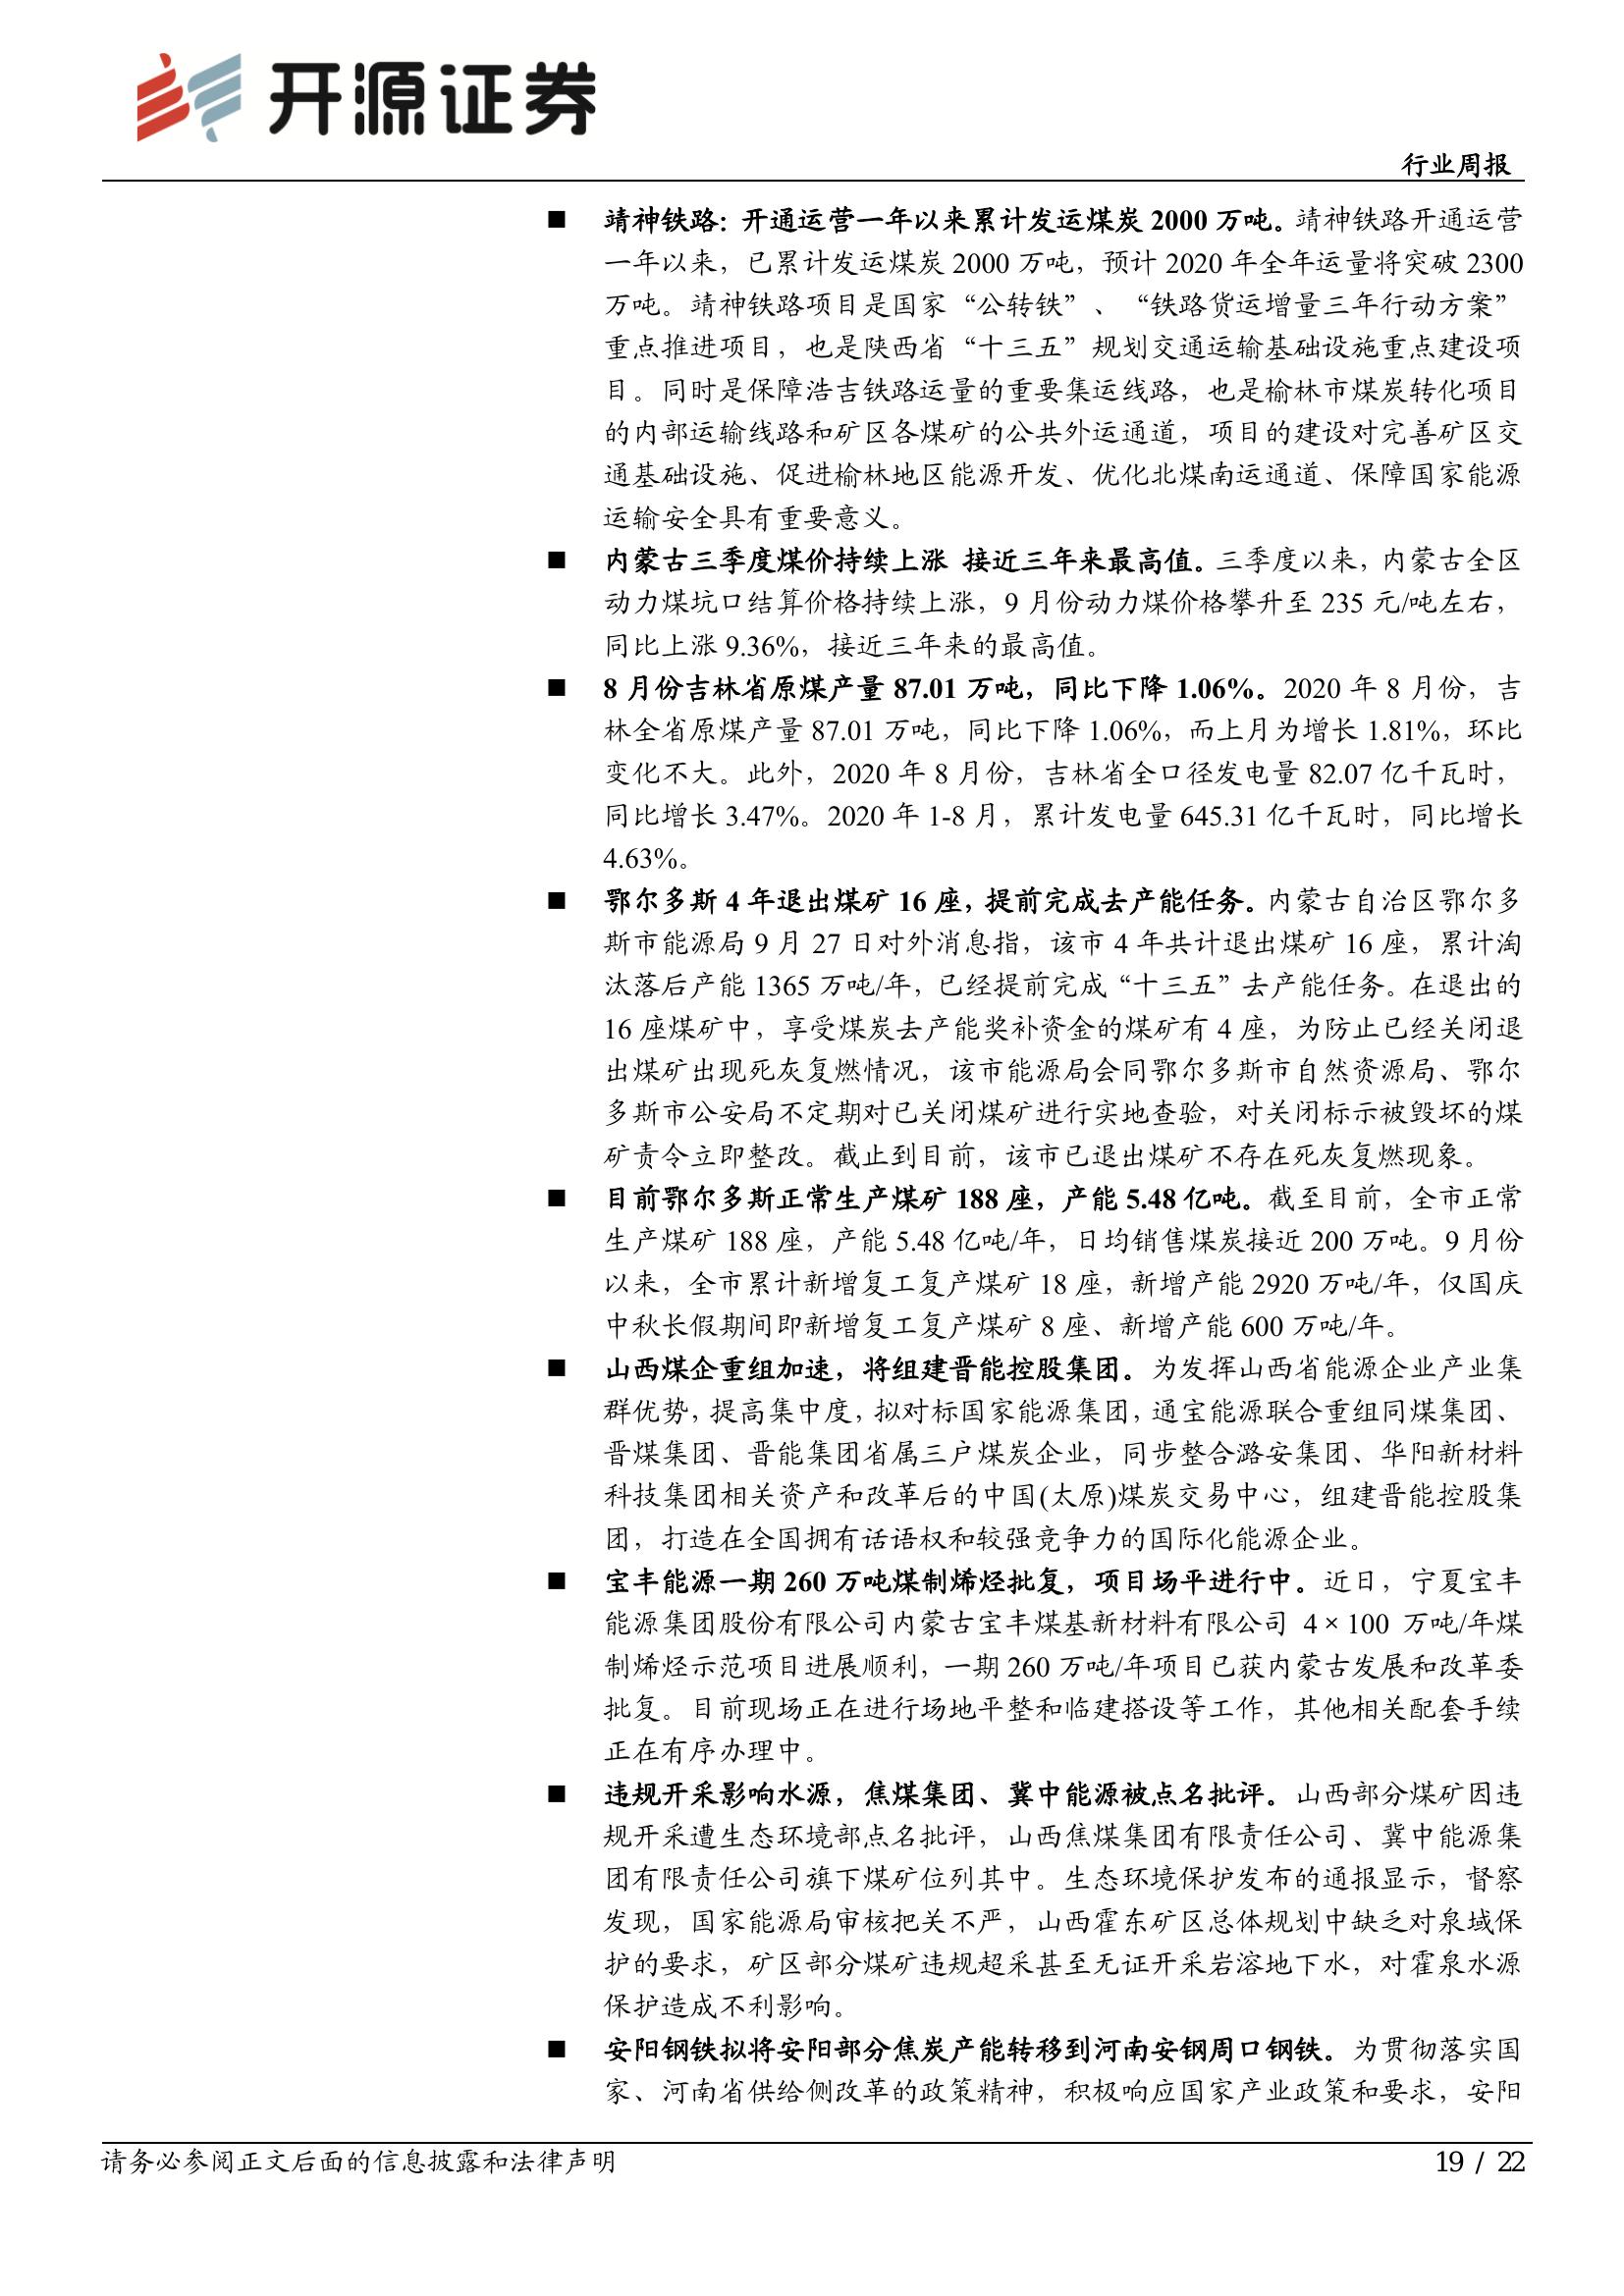 开源证券
行业周报
■ 靖神铁路：开通运营一年以来累计发运煤炭 2000 万吨。靖神铁路开通运营
一年以来，已累计发运煤炭 2000 万吨，预计 2020 年全年运量将突破 2300
万吨。靖神铁路项目是国家“公转铁”、“铁路货运增量三年行动方案”
重点推进项目，也是陕西省“十三五”规划交通运输基础设施重点建设项
目。同时是保障浩吉铁路运量的重要集运线路，也是榆林市煤炭转化项目
的内部运输线路和矿区各煤矿的公共外运通道，项目的建设对完善矿区交
通基础设施、促进榆林地区能源开发、优化北煤南运通道、保障国家能源
运输安全具有重要意义。
■ 内蒙古三季度煤价持续上涨 接近三年来最高值。三季度以来，内蒙古全区
动力煤坑口结算价格持续上涨，9 月份动力煤价格攀升至 235 元/吨左右，
同比上涨 9.36%，接近三年来的最高值。
■ 8 月份吉林省原煤产量 87.01 万吨，同比下降 1.06%。2020 年 8 月份，吉
林全省原煤产量 87.01 万吨，同比下降 1.06%，而上月为增长 1.81%，环比
变化不大。此外，2020 年 8 月份，吉林省全口径发电量 82.07 亿千瓦时，
同比增长 3.47%。2020 年 1-8 月，累计发电量 645.31 亿千瓦时，同比增长
4.63%。
■ 鄂尔多斯 4 年退出煤矿 16 座，提前完成去产能任务。内蒙古自治区鄂尔多
斯市能源局 9 月 27 日对外消息指，该市 4 年共计退出煤矿 16 座，累计淘
汰落后产能 1365 万吨/年，已经提前完成“十三五”去产能任务。在退出的
16 座煤矿中，享受煤炭去产能奖补资金的煤矿有 4 座，为防止已经关闭退
出煤矿出现死灰复燃情况，该市能源局会同鄂尔多斯市自然资源局、鄂尔
多斯市公安局不定期对已关闭煤矿进行实地查验，对关闭标示被毁坏的煤
矿责令立即整改。截止到目前，该市已退出煤矿不存在死灰复燃现象。
■ 目前鄂尔多斯正常生产煤矿 188 座，产能 5.48 亿吨。截至目前，全市正常
生产煤矿 188 座，产能 5.48 亿吨/年，日均销售煤炭接近 200 万吨。9 月份
以来，全市累计新增复工复产煤矿 18 座，新增产能 2920 万吨/年，仅国庆
中秋长假期间即新增复工复产煤矿 8 座、新增产能 600 万吨/年。
■ 山西煤企重组加速，将组建晋能控股集团。为发挥山西省能源企业产业集
群优势，提高集中度，拟对标国家能源集团，通宝能源联合重组同煤集团、
晋煤集团、晋能集团省属三户煤炭企业，同步整合潞安集团、华阳新材料
科技集团相关资产和改革后的中国(太原)煤炭交易中心，组建晋能控股集
团，打造在全国拥有话语权和较强竞争力的国际化能源企业。
■ 宝丰能源一期 260 万吨煤制烯烃批复，项目场平进行中。近日，宁夏宝丰
能源集团股份有限公司内蒙古宝丰煤基新材料有限公司 4×100 万吨/年煤
制烯烃示范项目进展顺利，一期 260 万吨/年项目已获内蒙古发展和改革委
批复。目前现场正在进行场地平整和临建搭设等工作，其他相关配套手续
正在有序办理中。
■ 违规开采影响水源，焦煤集团、冀中能源被点名批评。山西部分煤矿因违
规开采遭生态环境部点名批评，山西焦煤集团有限责任公司、冀中能源集
团有限责任公司旗下煤矿位列其中。生态环境保护发布的通报显示，督察
发现，国家能源局审核把关不严，山西霍东矿区总体规划中缺乏对泉域保
护的要求，矿区部分煤矿违规超采甚至无证开采岩溶地下水，对霍泉水源
保护造成不利影响。
■ 安阳钢铁拟将安阳部分焦炭产能转移到河南安钢周口钢铁。为贯彻落实国
家、河南省供给侧改革的政策精神，积极响应国家产业政策和要求，安阳
请务必参阅正文后面的信息披露和法律声明
19 / 22